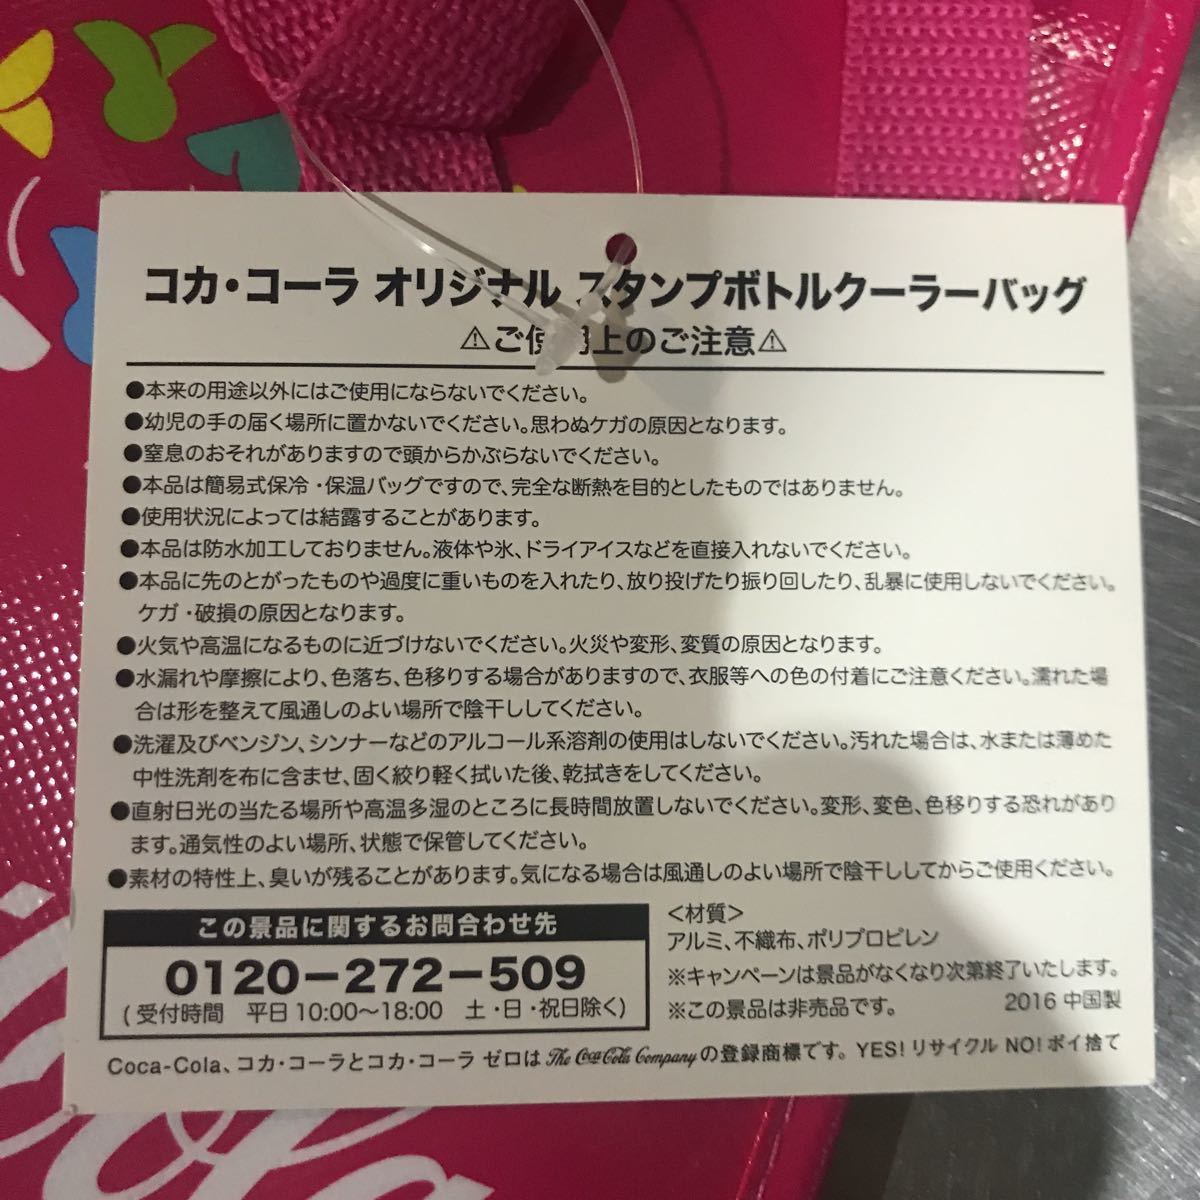 コカ・コーラ オリジナル スタンプボトルクーラーバッグ
⚠ご使用上のご注意⚠
●本来の用途以外にはご使用にならないでください。
●幼児の手の届く場所に置かないでください。思わぬケガの原因となります。
●窒息のおそれがありますので頭からかぶらないでください。
●本品は簡易式保冷・保温バッグですので、完全な断熱を目的としたものではありません。
●使用状況によっては結露することがあります。
●本品は防水加工しておりません。液体や氷、ドライアイスなどを直接入れないでください。
●本品に先のとがったものや過度に重いものを入れたり、放り投げたり振り回したり、乱暴に使用しないでください。
ケガ・破損の原因となります。
●火気や高温になるものに近づけないでください。火災や変形、変質の原因となります。
●水漏れや摩擦により、色落ち、色移りする場合がありますので、衣服等への色の付着にご注意ください。濡れた場
合は形を整えて風通しのよい場所で陰干ししてください。
●洗濯及びベンジン、シンナーなどのアルコール系溶剤の使用はしないでください。汚れた場合は、水または薄めた
中性洗剤を布に含ませ、固く絞り軽く拭いた後、乾拭きをしてください。
●直射日光の当たる場所や高温多湿のところに長時間放置しないでください。変形、変色、色移りする恐れがあり
ます。通気性のよい場所、状態で保管してください。
●素材の特性上、臭いが残ることがあります。気になる場合は風通しのよい場所で陰干ししてからご使用ください。
この景品に関するお問合わせ先
0120-272-509
(受付時間 平日10:00〜18:00 土・日・祝日除く)
<材質>
アルミ、不織布、ポリプロピレン
※キャンペーンは景品がなくなり次第終了いたします。
※この景品は非売品です。 2016 中国製
Coca-Cola、コカ・コーラとコカ・コーラ ゼロは The Coca-Cola Company の登録商標です。 YES!リサイクル NO!ポイ捨て